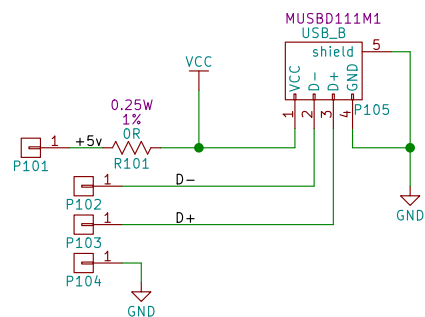 MUSBD111M1
USB_B
shield
5
VCC
VCC
D-
D+
GND
0.25W
1%
0R
R101
1
2
3
4
P105
+5v
1
P101
D-
1
P102
D+
1
P103
GND
1
P104
GND